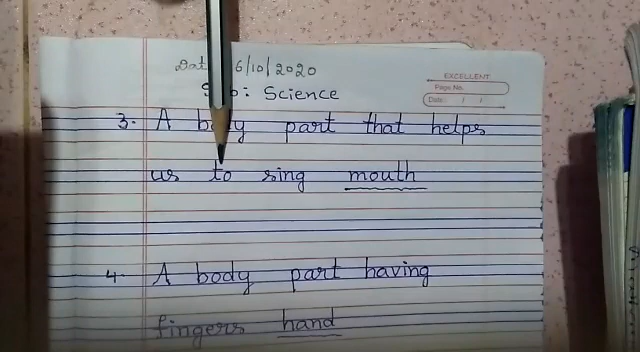 6/10/2020
EXCELLENT
Page No.
: Science
Date: / /
3. A body part that helps
us to sing mouth
4. A body part having
fingers hand